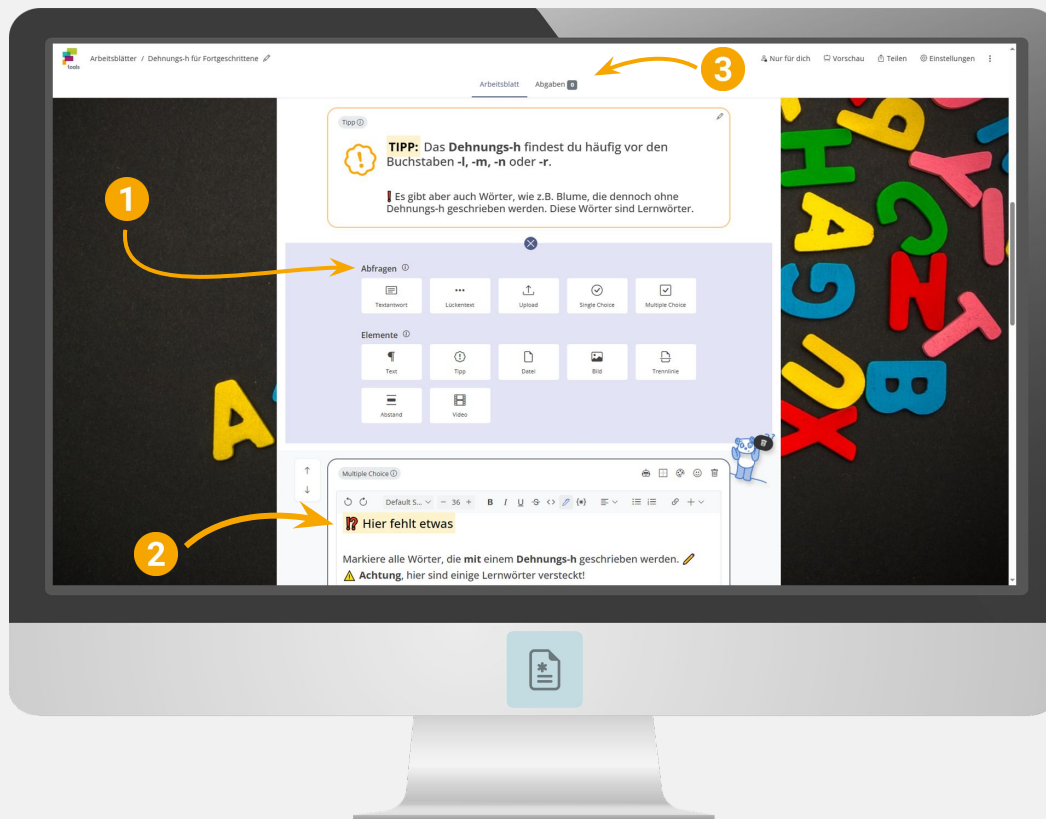 tools
Arbeitsblätter / Dehnungs-h für Fortgeschrittene
Nur für dich
Vorschau
Teilen
Einstellungen
3
Arbeitsblatt
Abgaben 0
Tipp
TIPP: Das Dehnungs-h findest du häufig vor den
Buchstaben -l, -m, -n oder -r.
❗ Es gibt aber auch Wörter, wie z.B. Blume, die dennoch ohne
Dehnungs-h geschrieben werden. Diese Wörter sind Lernwörter.
1
Abfragen
Textantwort
Lückentext
Upload
Single Choice
Multiple Choice
Elemente
Text
Tipp
Datei
Bild
Trennlinie
Abstand
Video
Multiple Choice
Default S...
− 36 +
B I U S
2
⁉ Hier fehlt etwas
Markiere alle Wörter, die mit einem Dehnungs-h geschrieben werden.
⚠ Achtung, hier sind einige Lernwörter versteckt!